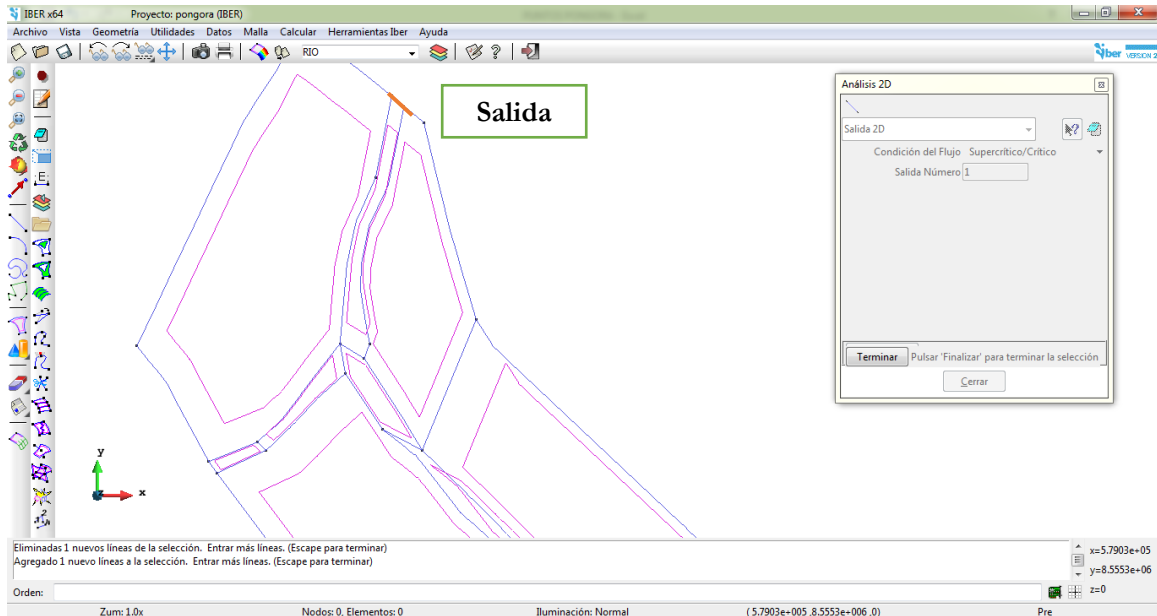 IBER x64 Proyecto: pongora (IBER)
Archivo Vista Geometría Utilidades Datos Malla Calcular Herramientas Iber Ayuda
RIO
iber VERSION 2
Salida
Análisis 2D
Salida 2D
Condición del Flujo Supercrítico/Crítico
Salida Número 1
Terminar Pulsar 'Finalizar' para terminar la selección
Cerrar
y
x
Eliminadas 1 nuevos líneas de la selección. Entrar más líneas. (Escape para terminar)
Agregado 1 nuevo líneas a la selección. Entrar más líneas. (Escape para terminar)
x=5.7903e+05
y=8.5553e+06
z=0
Orden:
Zum: 1.0x Nodos: 0, Elementos: 0 Iluminación: Normal ( 5.7903e+005 ,8.5553e+006 ,0) Pre